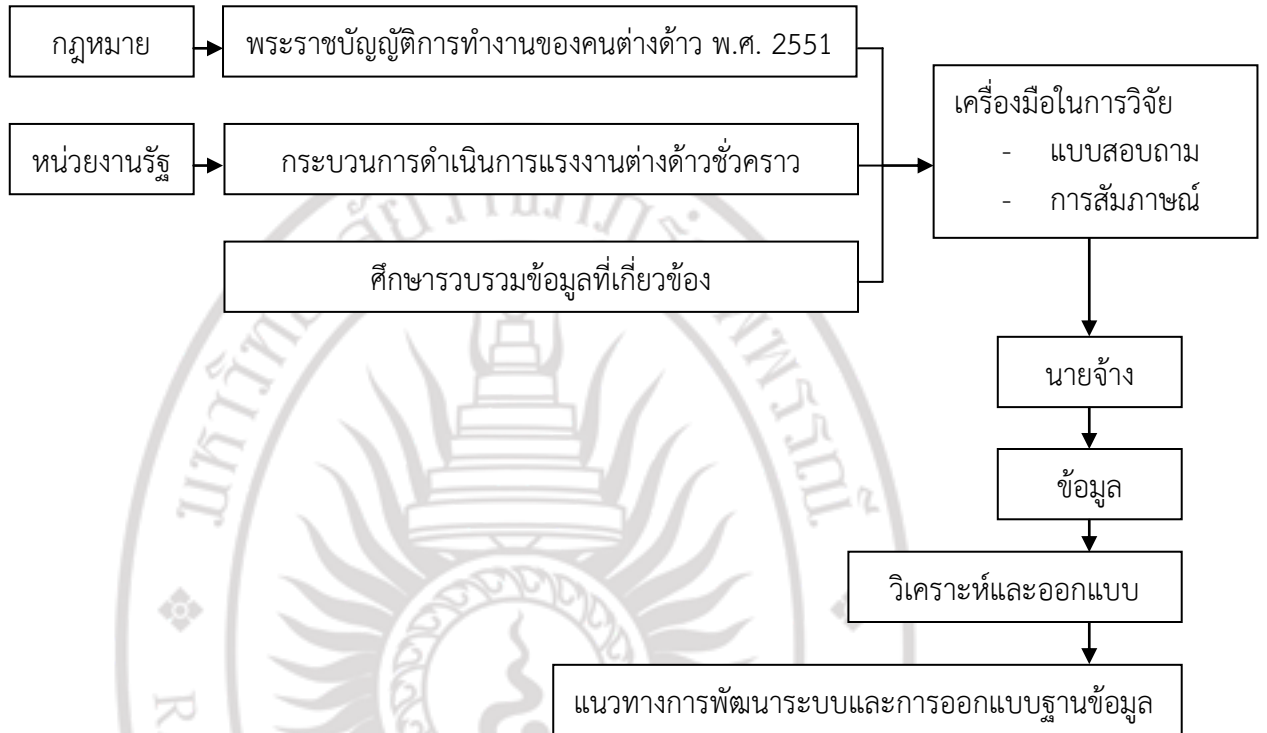 กฎหมาย
พระราชบัญญัติการทำงานของคนต่างด้าว พ.ศ. 2551
หน่วยงานรัฐ
กระบวนการดำเนินการแรงงานต่างด้าวชั่วคราว
ศึกษารวบรวมข้อมูลที่เกี่ยวข้อง
เครื่องมือในการวิจัย
- แบบสอบถาม
- การสัมภาษณ์
นายจ้าง
ข้อมูล
วิเคราะห์และออกแบบ
แนวทางการพัฒนาระบบและการออกแบบฐานข้อมูล